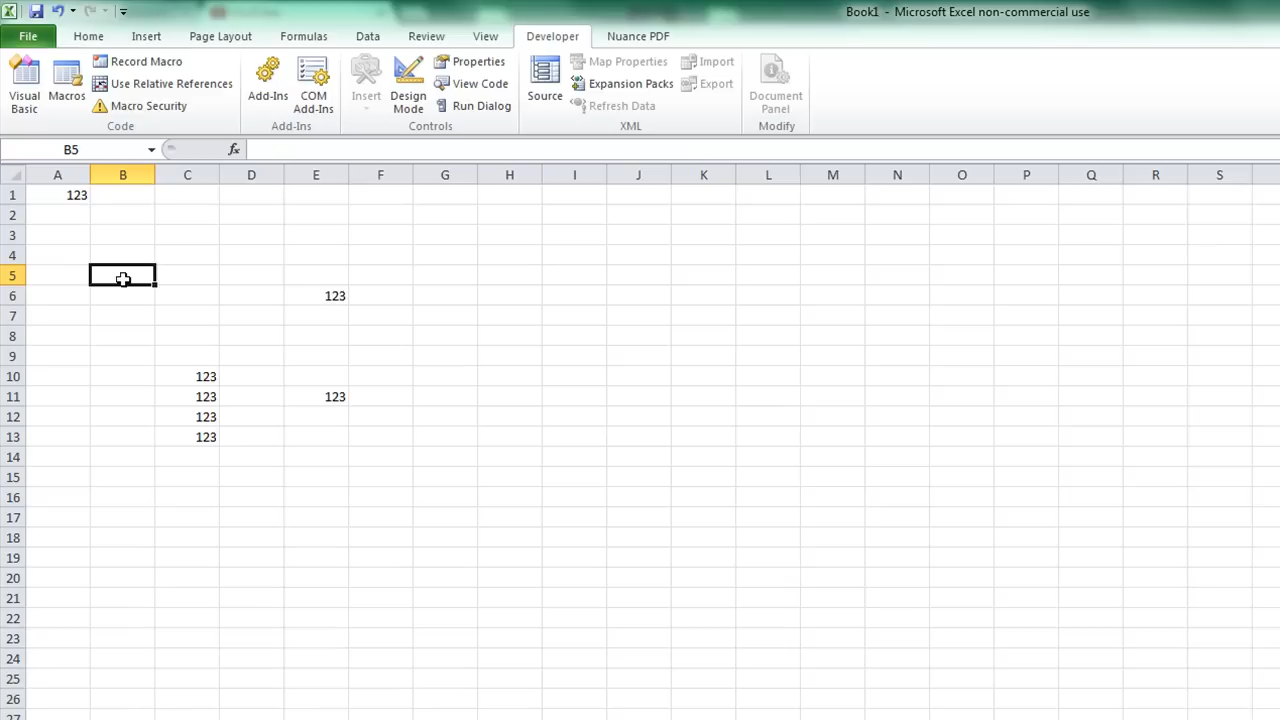 Book1 - Microsoft Excel non-commercial use
File Home Insert Page Layout Formulas Data Review View Developer Nuance PDF
Visual Basic
Macros
Record Macro
Use Relative References
Macro Security
Code
Add-Ins
COM Add-Ins
Add-Ins
Insert
Design Mode
Properties
View Code
Run Dialog
Controls
Source
Map Properties
Expansion Packs
Refresh Data
Import
Export
XML
Document Panel
Modify
B5 fx
A B C D E F G H I J K L M N O P Q R S
1 123
2
3
4
5
6 123
7
8
9
10 123
11 123 123
12 123
13 123
14
15
16
17
18
19
20
21
22
23
24
25
26
27